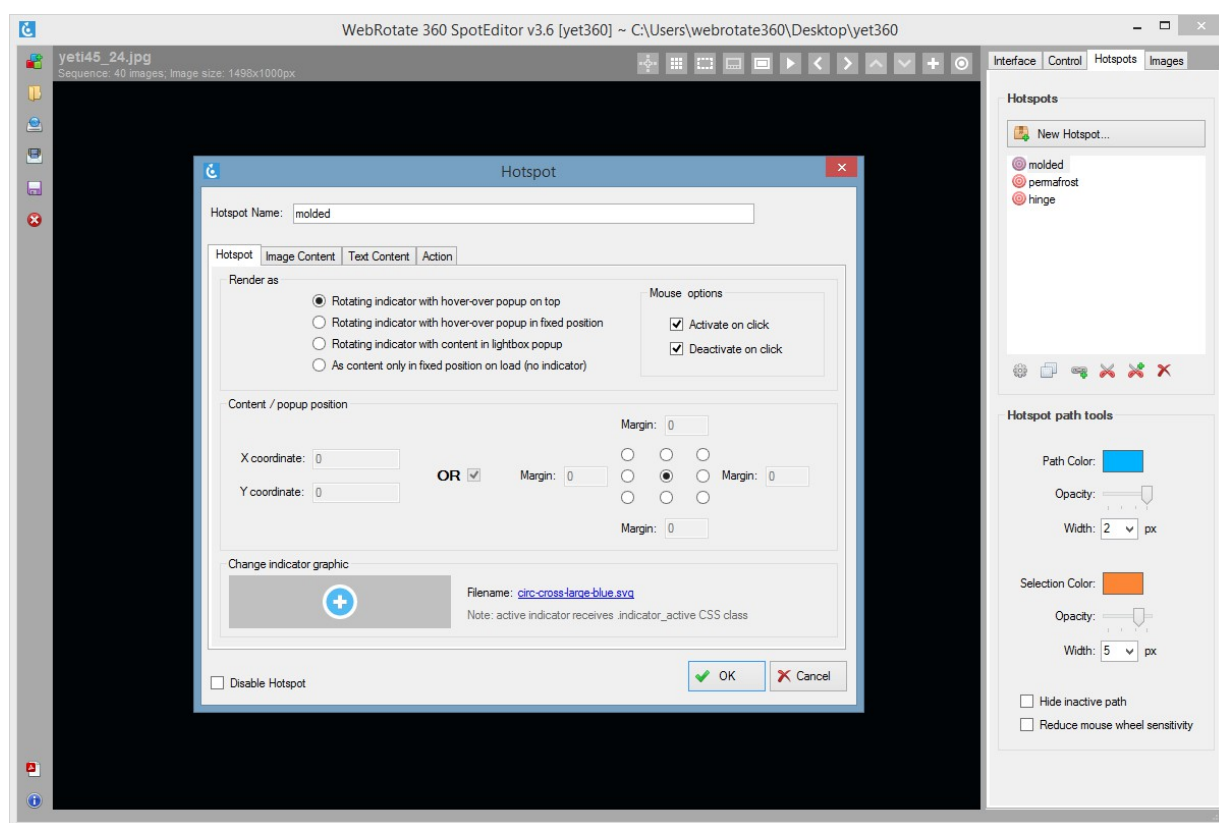 WebRotate 360 SpotEditor v3.6 [yet360] ~ C:\Users\webrotate360\Desktop\yet360
yeti45_24.jpg
Sequence: 40 images; Image size: 1498x1000px
Interface Control Hotspots Images
Hotspots
New Hotspot...
molded
permafrost
hinge
Hotspot
Hotspot Name: molded
Hotspot Image Content Text Content Action
Render as
Rotating indicator with hover-over popup on top
Rotating indicator with hover-over popup in fixed position
Rotating indicator with content in lightbox popup
As content only in fixed position on load (no indicator)
Mouse options
Activate on click
Deactivate on click
Content / popup position
Margin: 0
X coordinate: 0
OR
Margin: 0
Margin: 0
Y coordinate: 0
Margin: 0
Change indicator graphic
Filename: circ-cross-large-blue.svg
Note: active indicator receives .indicator_active CSS class
Disable Hotspot
OK
Cancel
Hotspot path tools
Path Color:
Opacity:
Width: 2 px
Selection Color:
Opacity:
Width: 5 px
Hide inactive path
Reduce mouse wheel sensitivity